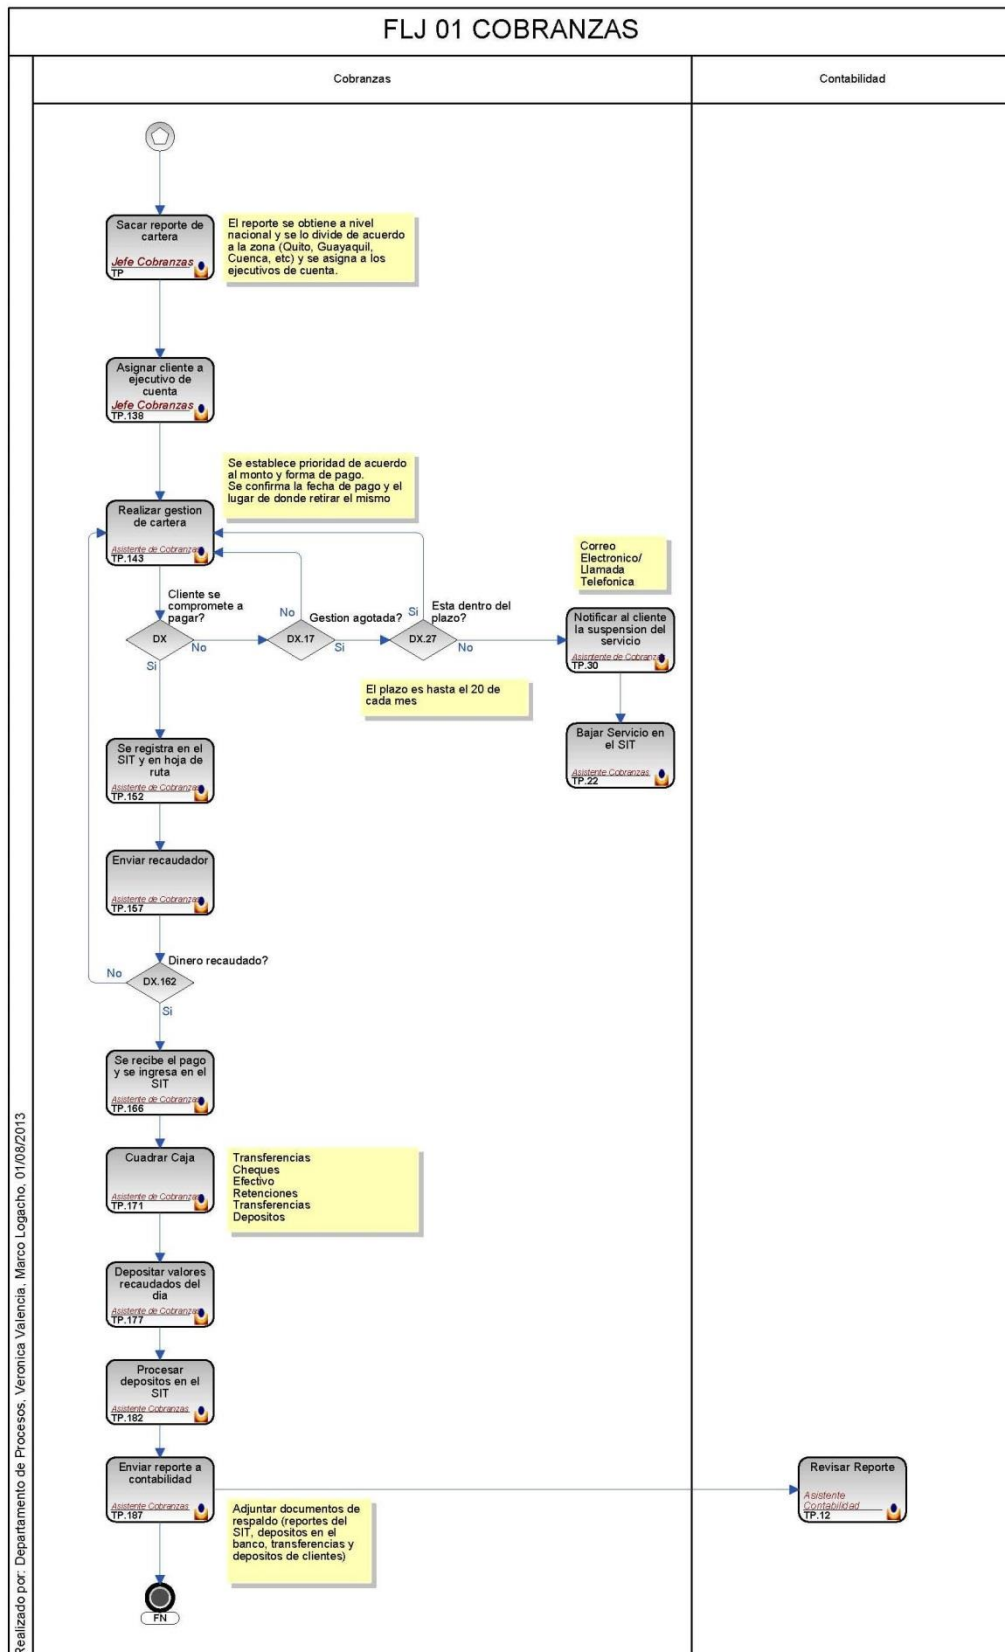 FLJ 01 COBRANZAS
Cobranzas
Contabilidad
Sacar reporte de
cartera
Jefe Cobranzas
TP
El reporte se obtiene a nivel
nacional y se lo divide de acuerdo
a la zona (Quito, Guayaquil,
Cuenca, etc) y se asigna a los
ejecutivos de cuenta.
Asignar cliente a
ejecutivo de
cuenta
Jefe Cobranzas
TP.138
Se establece prioridad de acuerdo
al monto y forma de pago.
Se confirma la fecha de pago y el
lugar de donde retirar el mismo
Realizar gestion
de cartera
Asistente de Cobranzas
TP.143
Correo
Electronico/
Llamada
Telefonica
Cliente se
compromete a
pagar?
DX
No
Si
No
Gestion agotada?
DX.17
Si
Si
Esta dentro del
plazo?
DX.27
No
Notificar al cliente
la suspension del
servicio
Asisntente de Cobranzas
TP.30
El plazo es hasta el 20 de
cada mes
Bajar Servicio en
el SIT
Asistente Cobranzas
TP.22
Se registra en el
SIT y en hoja de
ruta
Asistente de Cobranzas
TP.152
Enviar recaudador
Asistente de Cobranzas
TP.157
Dinero recaudado?
No
DX.162
Si
Se recibe el pago
y se ingresa en el
SIT
Asistente de Cobranzas
TP.166
Cuadrar Caja
Asistente de Cobranzas
TP.171
Transferencias
Cheques
Efectivo
Retenciones
Transferencias
Depositos
Depositar valores
recaudados del
dia
Asistente de Cobranzas
TP.177
Procesar
depositos en el
SIT
Asistente Cobranzas
TP.182
Enviar reporte a
contabilidad
Asistente Cobranzas
TP.187
Adjuntar documentos de
respaldo (reportes del
SIT, depositos en el
banco, transferencias y
depositos de clientes)
Revisar Reporte
Asistente
Contabilidad
TP.12
FN
Realizado por: Departamento de Procesos, Veronica Valencia, Marco Logacho, 01/08/2013